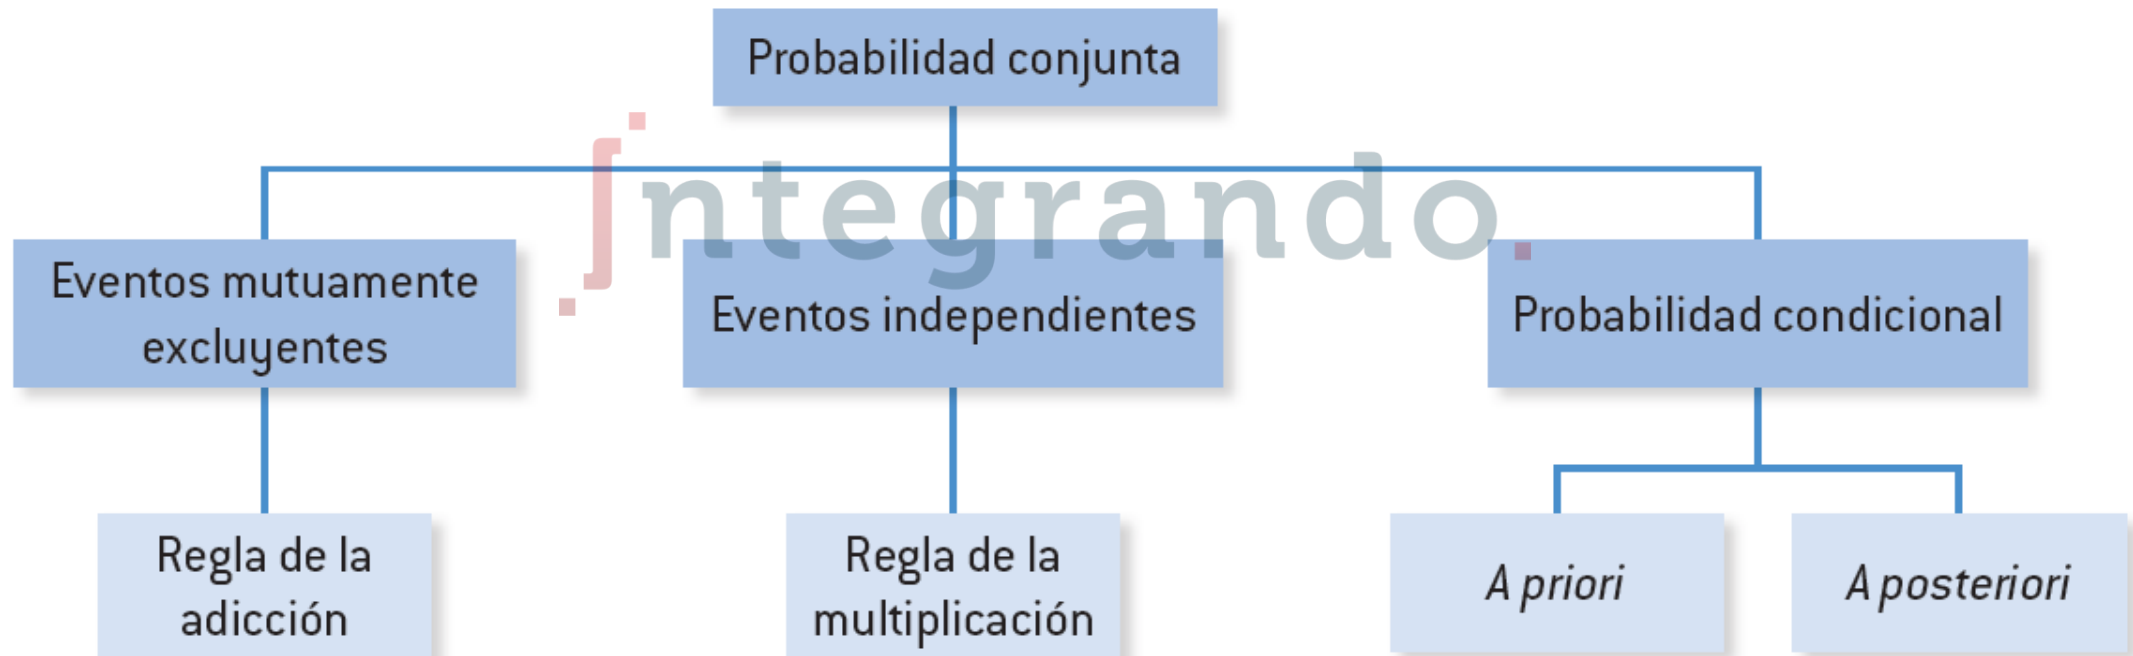 Probabilidad conjunta
integrando.
Eventos mutuamente
excluyentes
Eventos independientes
Probabilidad condicional
Regla de la
adicción
Regla de la
multiplicación
A priori
A posteriori